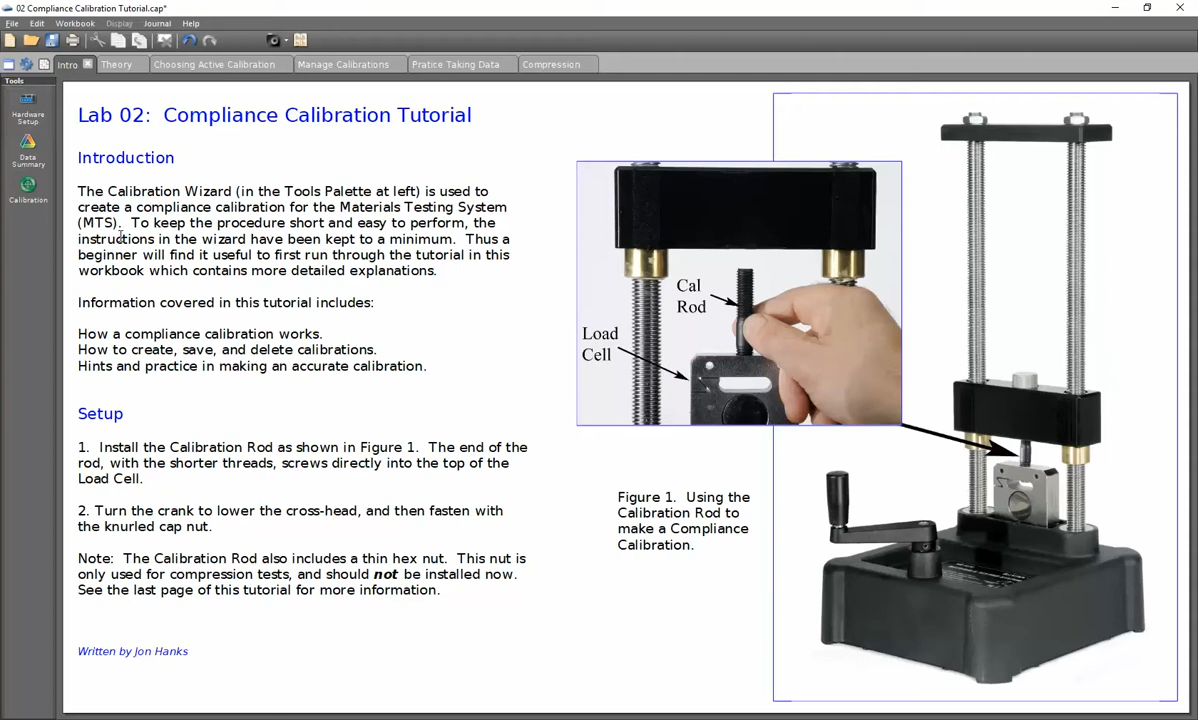 02 Compliance Calibration Tutorial.cap*
File Edit Workbook Display Journal Help
Intro Theory Choosing Active Calibration Manage Calibrations Pratice Taking Data Compression
Tools
Hardware
Setup
Data
Summary
Calibration
Lab 02:  Compliance Calibration Tutorial
Introduction
The Calibration Wizard (in the Tools Palette at left) is used to
create a compliance calibration for the Materials Testing System
(MTS).  To keep the procedure short and easy to perform, the
instructions in the wizard have been kept to a minimum.  Thus a
beginner will find it useful to first run through the tutorial in this
workbook which contains more detailed explanations.
Information covered in this tutorial includes:
How a compliance calibration works.
How to create, save, and delete calibrations.
Hints and practice in making an accurate calibration.
Setup
1.  Install the Calibration Rod as shown in Figure 1.  The end of the
rod, with the shorter threads, screws directly into the top of the
Load Cell.
2. Turn the crank to lower the cross-head, and then fasten with
the knurled cap nut.
Note:  The Calibration Rod also includes a thin hex nut.  This nut is
only used for compression tests, and should not be installed now.
See the last page of this tutorial for more information.
Written by Jon Hanks
Cal
Rod
Load
Cell
Figure 1.  Using the
Calibration Rod to
make a Compliance
Calibration.